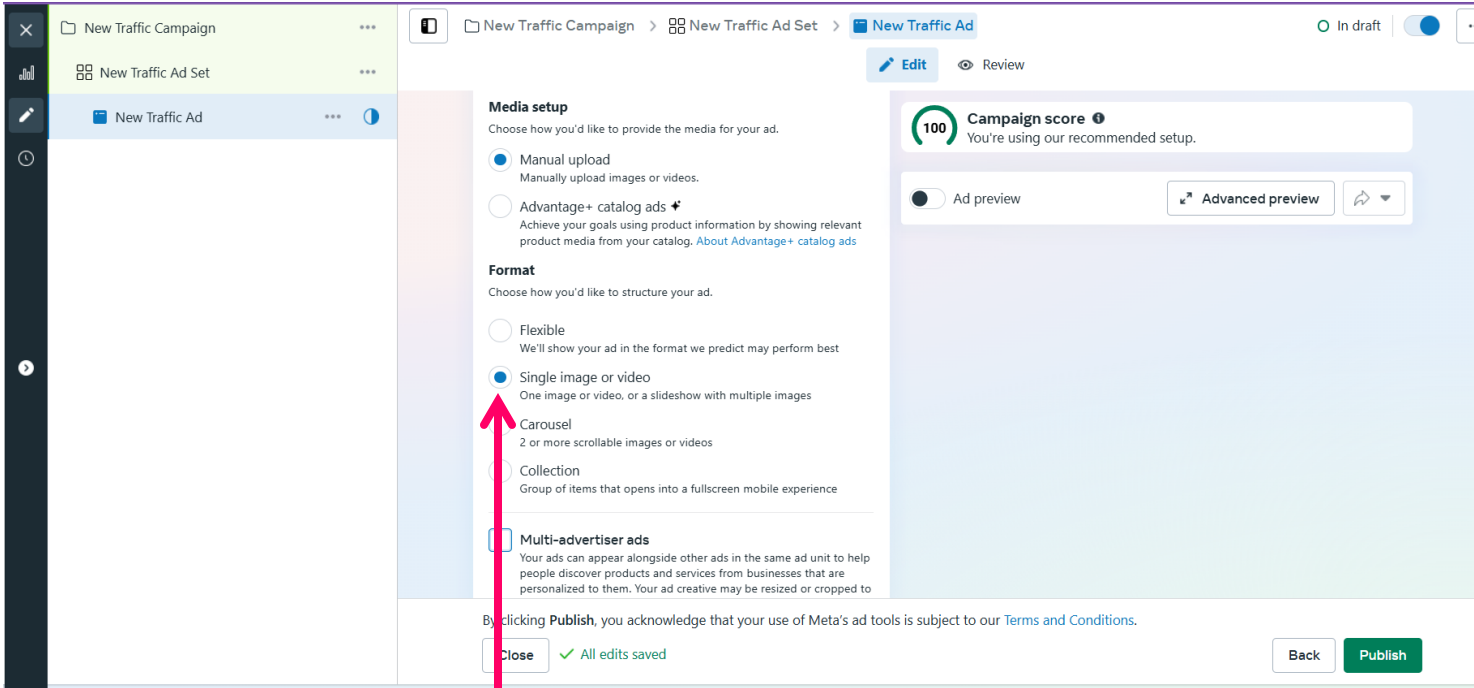 New Traffic Campaign
New Traffic Ad Set
New Traffic Ad
New Traffic Campaign > New Traffic Ad Set > New Traffic Ad
In draft
Edit
Review
Media setup
Choose how you'd like to provide the media for your ad.
Manual upload
Manually upload images or videos.
Advantage+ catalog ads
Achieve your goals using product information by showing relevant
product media from your catalog. About Advantage+ catalog ads
Format
Choose how you'd like to structure your ad.
Flexible
We'll show your ad in the format we predict may perform best
Single image or video
One image or video, or a slideshow with multiple images
Carousel
2 or more scrollable images or videos
Collection
Group of items that opens into a fullscreen mobile experience
Multi-advertiser ads
Your ads can appear alongside other ads in the same ad unit to help
people discover products and services from businesses that are
personalized to them. Your ad creative may be resized or cropped to
100
Campaign score
You're using our recommended setup.
Ad preview
Advanced preview
By clicking Publish, you acknowledge that your use of Meta's ad tools is subject to our Terms and Conditions.
Close
All edits saved
Back
Publish